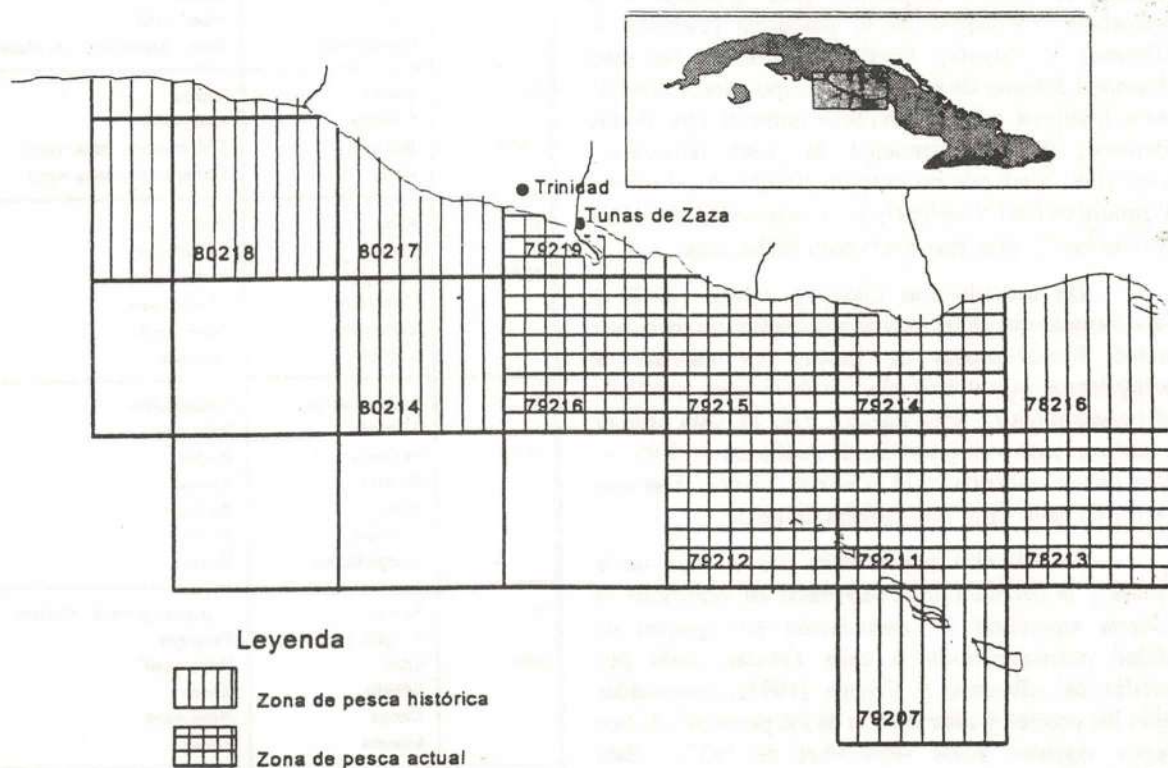 Trinidad
Tunas de Zaza
80218
80217
79219
80214
79216
79215
79214
78216
79212
79211
78213
79207
Leyenda
Zona de pesca histórica
Zona de pesca actual